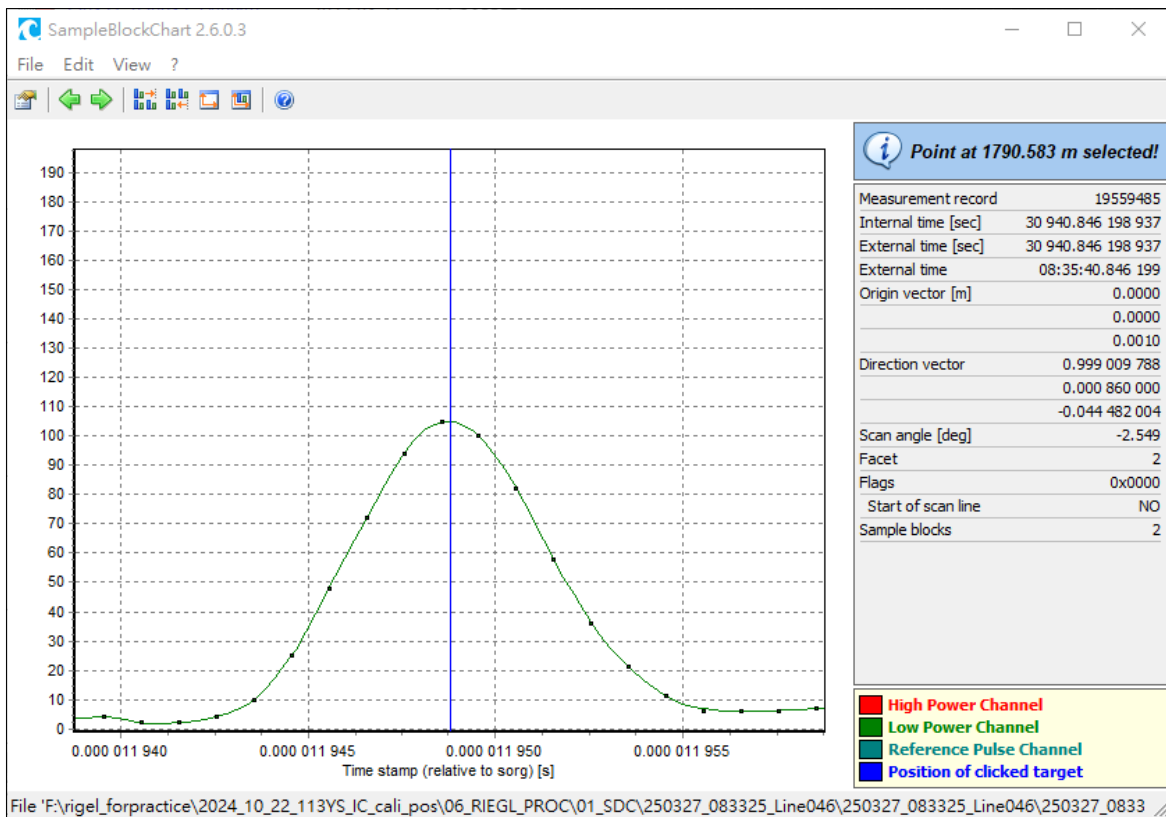 SampleBlockChart 2.6.0.3
File Edit View ?
190
180
170
160
150
140
130
120
110
100
90
80
70
60
50
40
30
20
10
0
0.000 011.940 0.000 011.945 0.000 011.950 0.000 011.955
Time stamp (relative to sorg) [s]
Point at 1790.583 m selected!
Measurement record 19559485
Internal time [sec] 30 940.846 198 937
External time [sec] 30 940.846 198 937
External time 08:35:40.846 199
Origin vector [m] 0.0000
0.0000
0.0010
Direction vector 0.999 009 788
0.000 860 000
-0.044 482 004
Scan angle [deg] -2.549
Facet 2
Flags 0x0000
Start of scan line NO
Sample blocks 2
High Power Channel
Low Power Channel
Reference Pulse Channel
Position of clicked target
File 'F:\rigel_forpractice\2024_10_22_113YS_IC_cali_pos\06_RIEGL_PROC\01_SDC\250327_083325_Line046\250327_083325_Line046\250327_0833